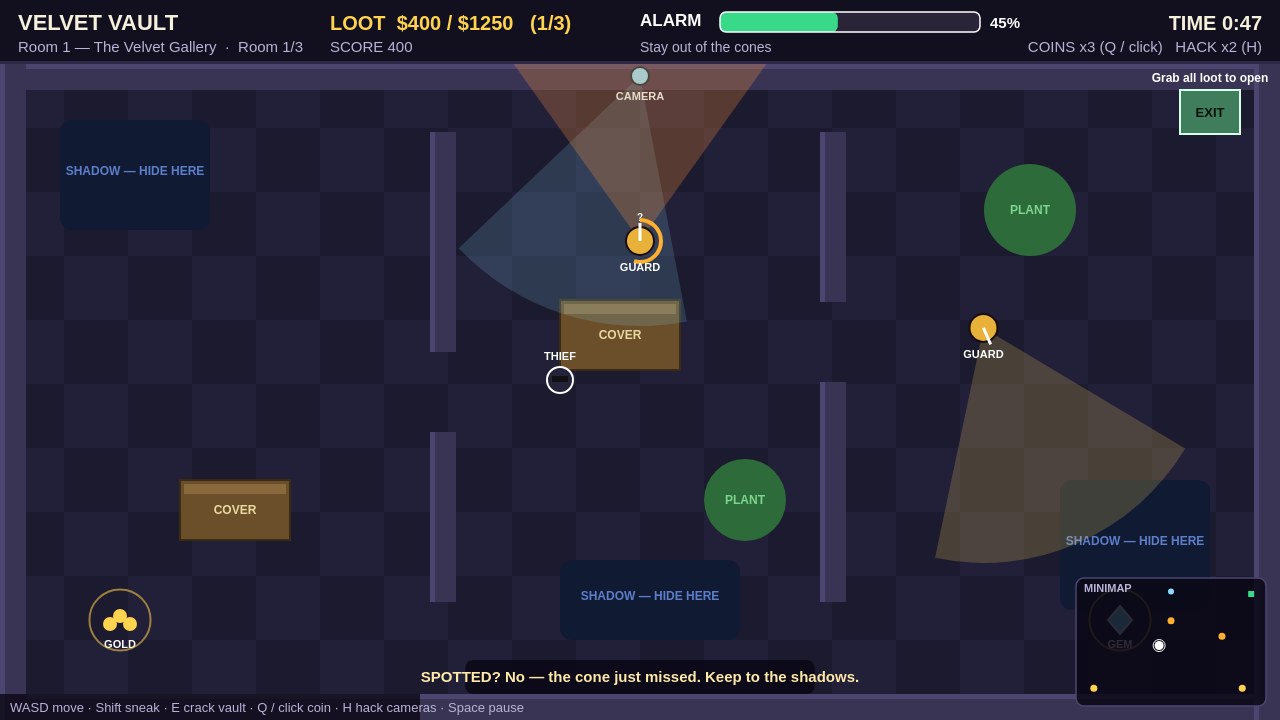 VELVET VAULT
LOOT $400 / $1250 (1/3)
ALARM
45%
TIME 0:47
Room 1 — The Velvet Gallery · Room 1/3
SCORE 400
Stay out of the cones
COINS x3 (Q / click) HACK x2 (H)
Grab all loot to open
CAMERA
EXIT
SHADOW — HIDE HERE
PLANT
?
GUARD
COVER
THIEF
GUARD
PLANT
COVER
SHADOW — HIDE HERE
SHADOW — HIDE HERE
MINIMAP
GOLD
GEM
SPOTTED? No — the cone just missed. Keep to the shadows.
WASD move · Shift sneak · E crack vault · Q / click coin · H hack cameras · Space pause